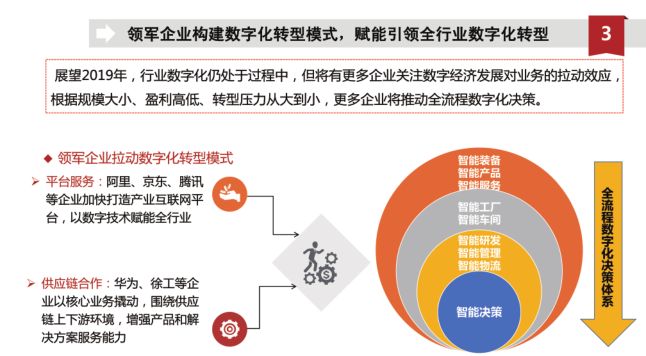 领军企业构建数字化转型模式，赋能引领全行业数字化转型
3
展望2019年，行业数字化仍处于过程中，但将有更多企业关注数字经济发展对业务的拉动效应，
根据规模大小、盈利高低、转型压力从大到小，更多企业将推动全流程数字化决策。
领军企业拉动数字化转型模式
平台服务：阿里、京东、腾讯
等企业加快打造产业互联网平
台，以数字技术赋能全行业
供应链合作：华为、徐工等企
业以核心业务撬动，围绕供应
链上下游环境，增强产品和解
决方案服务能力
$
智能装备
智能产品
智能服务
智能工厂
智能车间
智能研发
智能管理
智能物流
智能决策
全流程数字化决策体系